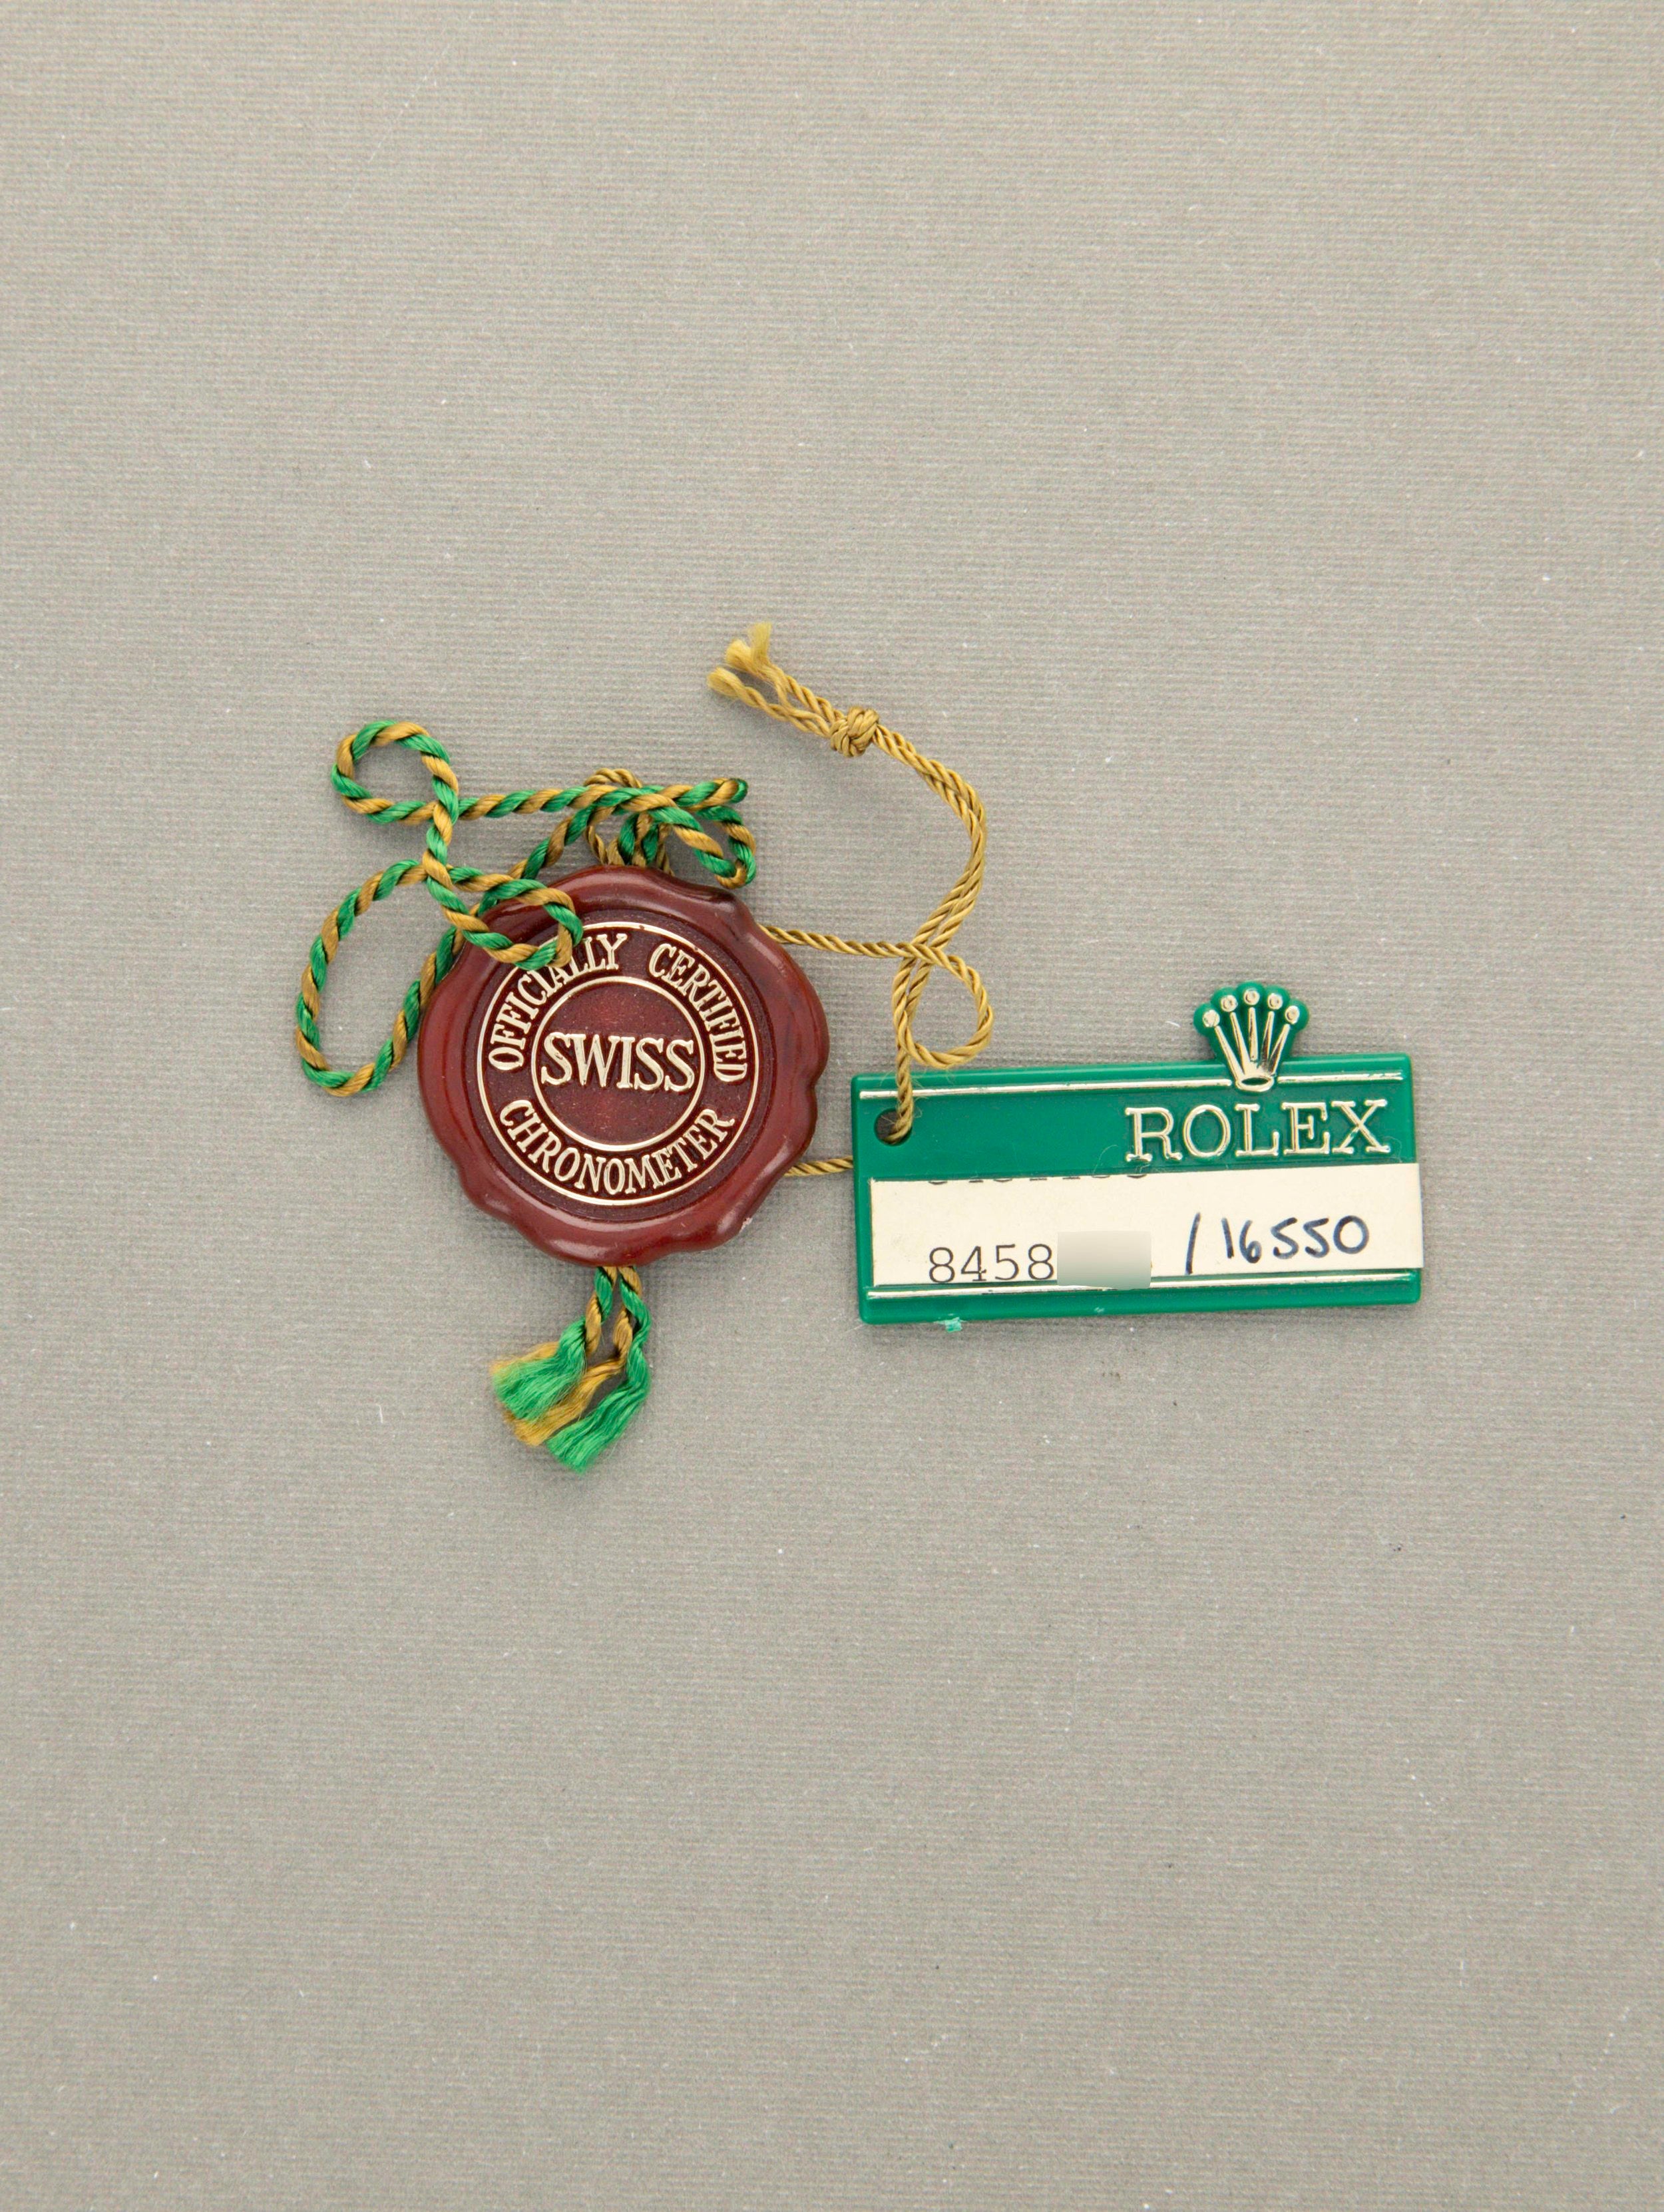 OFFICIALLY CERTIFIED
SWISS
CHRONOMETER
ROLEX
8458 /16550